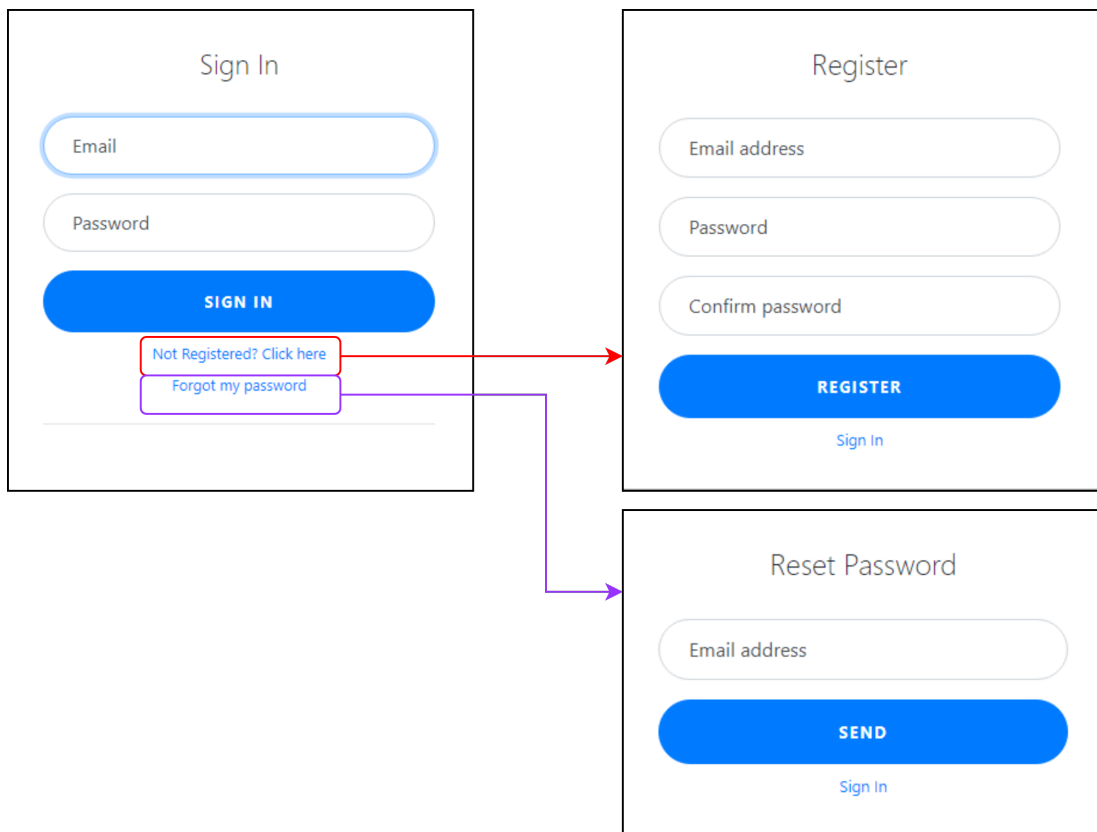 Sign In
Email
Password
SIGN IN
Not Registered? Click here
Forgot my password
Register
Email address
Password
Confirm password
REGISTER
Sign In
Reset Password
Email address
SEND
Sign In